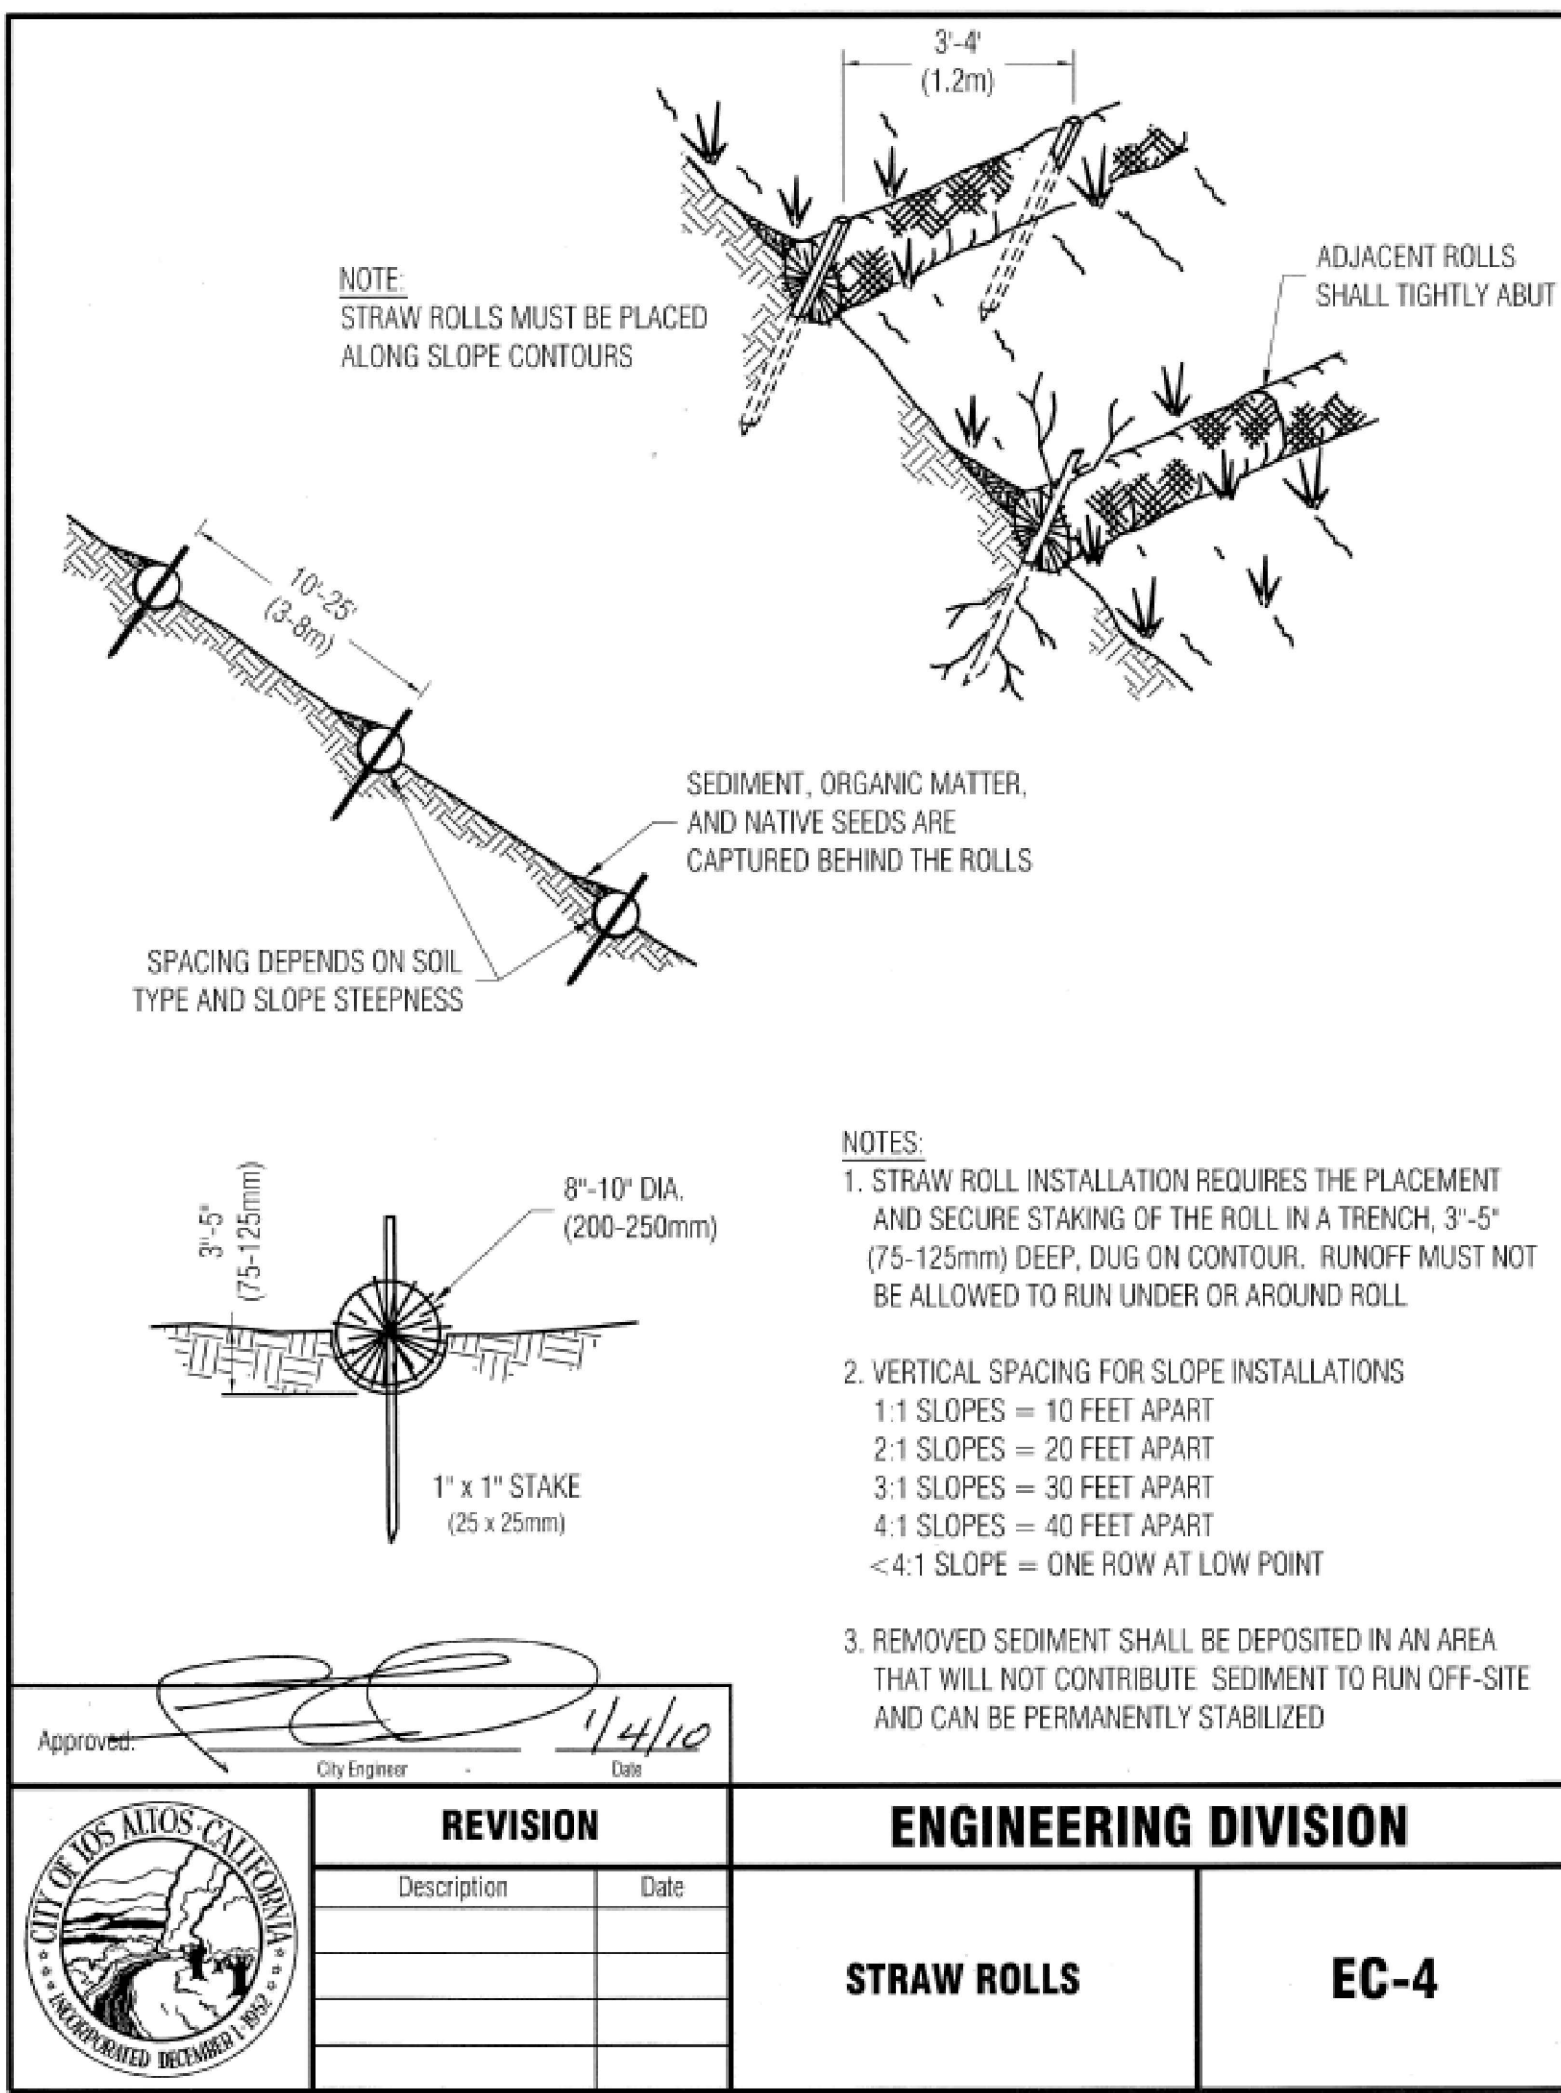 3'-4'
(1.2m)
NOTE:
STRAW ROLLS MUST BE PLACED
ALONG SLOPE CONTOURS
ADJACENT ROLLS
SHALL TIGHTLY ABUT
10'-25'
(3-8m)
SEDIMENT, ORGANIC MATTER,
AND NATIVE SEEDS ARE
CAPTURED BEHIND THE ROLLS
SPACING DEPENDS ON SOIL
TYPE AND SLOPE STEEPNESS
3"-5"
(75-125mm)
8"-10" DIA.
(200-250mm)
1" x 1" STAKE
(25 x 25mm)
NOTES:
1. STRAW ROLL INSTALLATION REQUIRES THE PLACEMENT
AND SECURE STAKING OF THE ROLL IN A TRENCH, 3"-5"
(75-125mm) DEEP, DUG ON CONTOUR. RUNOFF MUST NOT
BE ALLOWED TO RUN UNDER OR AROUND ROLL
2. VERTICAL SPACING FOR SLOPE INSTALLATIONS
1:1 SLOPES = 10 FEET APART
2:1 SLOPES = 20 FEET APART
3:1 SLOPES = 30 FEET APART
4:1 SLOPES = 40 FEET APART
<4:1 SLOPE = ONE ROW AT LOW POINT
3. REMOVED SEDIMENT SHALL BE DEPOSITED IN AN AREA
THAT WILL NOT CONTRIBUTE SEDIMENT TO RUN OFF-SITE
AND CAN BE PERMANENTLY STABILIZED
Approved:
1/4/10
City Engineer
Date
CITY OF LOS ALTOS · CALIFORNIA
INCORPORATED DECEMBER 1 · 1952
REVISION
Description
Date
ENGINEERING DIVISION
STRAW ROLLS
EC-4